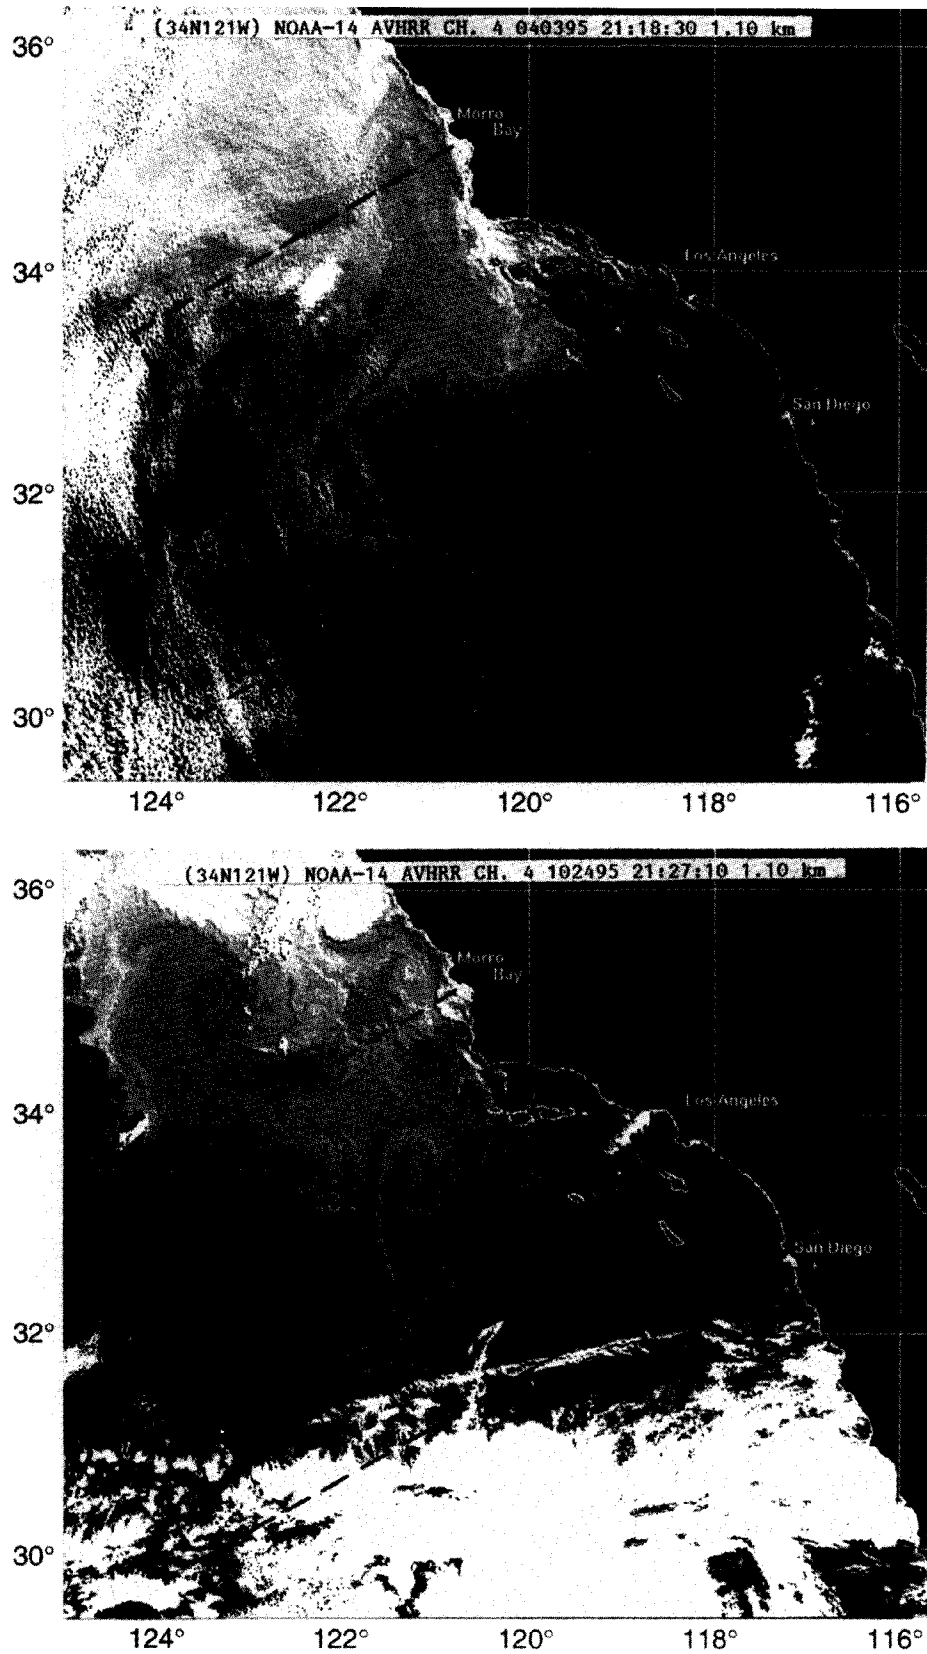 (34N121W) NOAA-14 AVHRR CH. 4 040395 21:18:30 1.10 km
36°
Morro
Bay
34°
Los Angeles
San Diego
32°
30°
124° 122° 120° 118° 116°
(34N121W) NOAA-14 AVHRR CH. 4 102495 21:27:10 1.10 km
36°
Morro
Bay
34°
Los Angeles
San Diego
32°
30°
124° 122° 120° 118° 116°